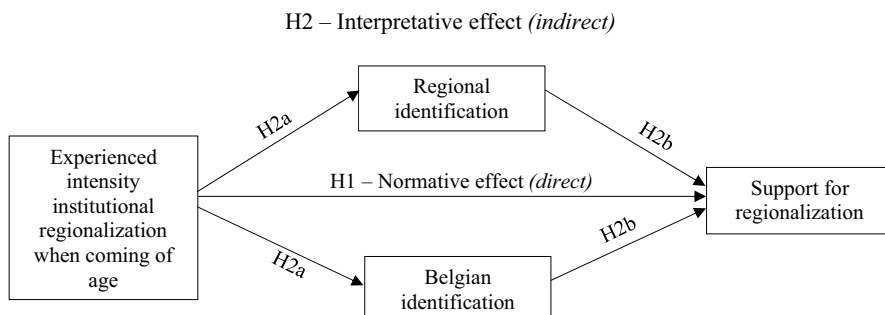 H2 – Interpretative effect (indirect)
Regional
identification
H2a
H2b
Experienced
intensity
institutional
regionalization
when coming of
age
H1 – Normative effect (direct)
Support for
regionalization
H2a
H2b
Belgian
identification